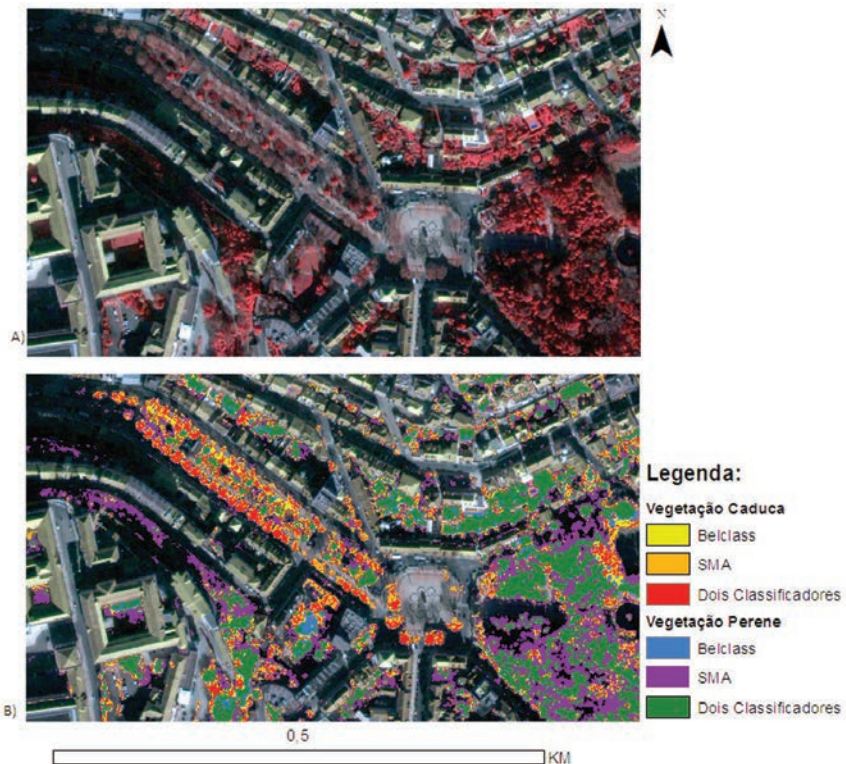 N
A)
B)
Legenda:
Vegetação Caduca
Belclass
SMA
Dois Classificadores
Vegetação Perene
Belclass
SMA
Dois Classificadores
0,5
KM